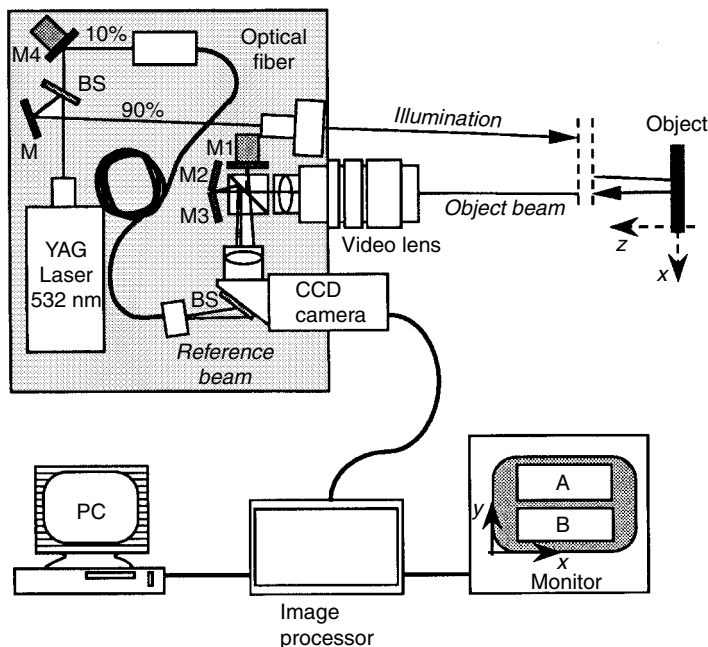 10%
M4
Optical
fiber
BS
90%
Illumination
M
M1
Object
M2
M3
Object beam
Video lens
z
x
YAG
Laser
532 nm
BS
CCD
camera
Reference
beam
PC
A
B
y
x
Monitor
Image
processor